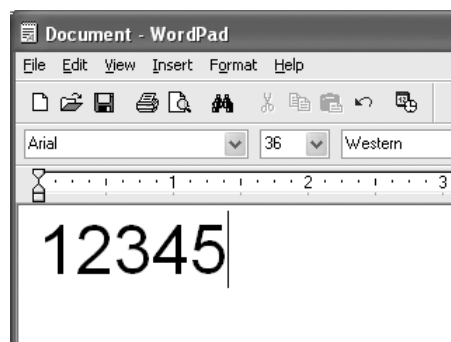 Document - WordPad
File Edit View Insert Format Help
Arial 36 Western
1 2 3
12345